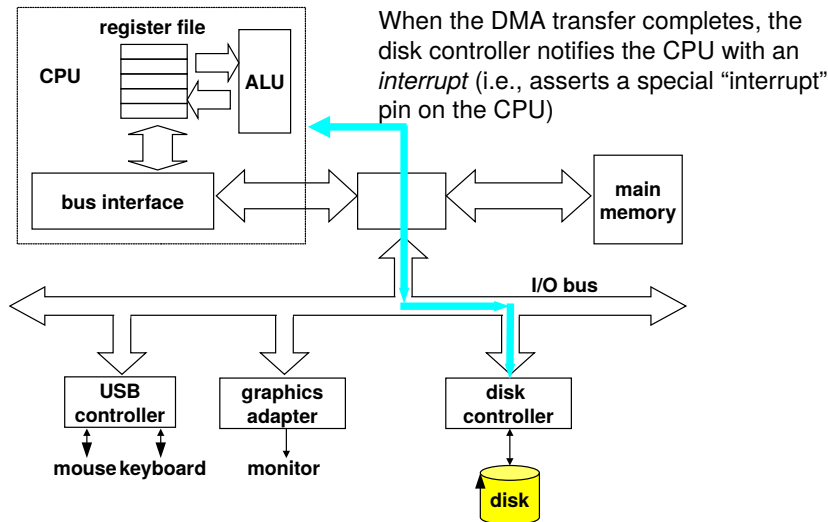 When the DMA transfer completes, the
disk controller notifies the CPU with an
interrupt (i.e., asserts a special “interrupt”
pin on the CPU)
register file
CPU
ALU
bus interface
main
memory
I/O bus
USB
controller
graphics
adapter
disk
controller
mouse keyboard
monitor
disk